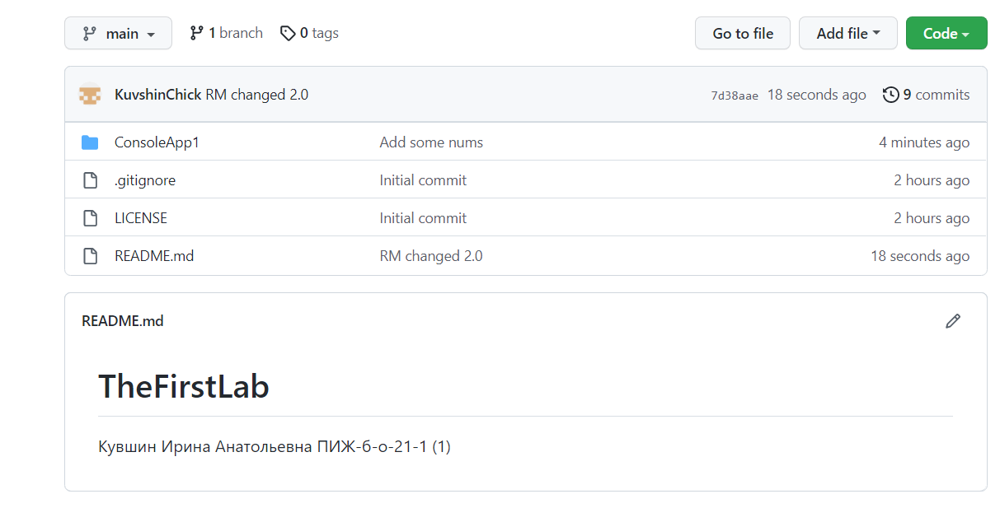 main 1 branch 0 tags Go to file Add file Code
KuvshinChick RM changed 2.0 7d38aae 18 seconds ago 9 commits
ConsoleApp1 Add some nums 4 minutes ago
.gitignore Initial commit 2 hours ago
LICENSE Initial commit 2 hours ago
README.md RM changed 2.0 18 seconds ago
README.md
TheFirstLab
Кувшин Ирина Анатольевна ПИЖ-б-о-21-1 (1)